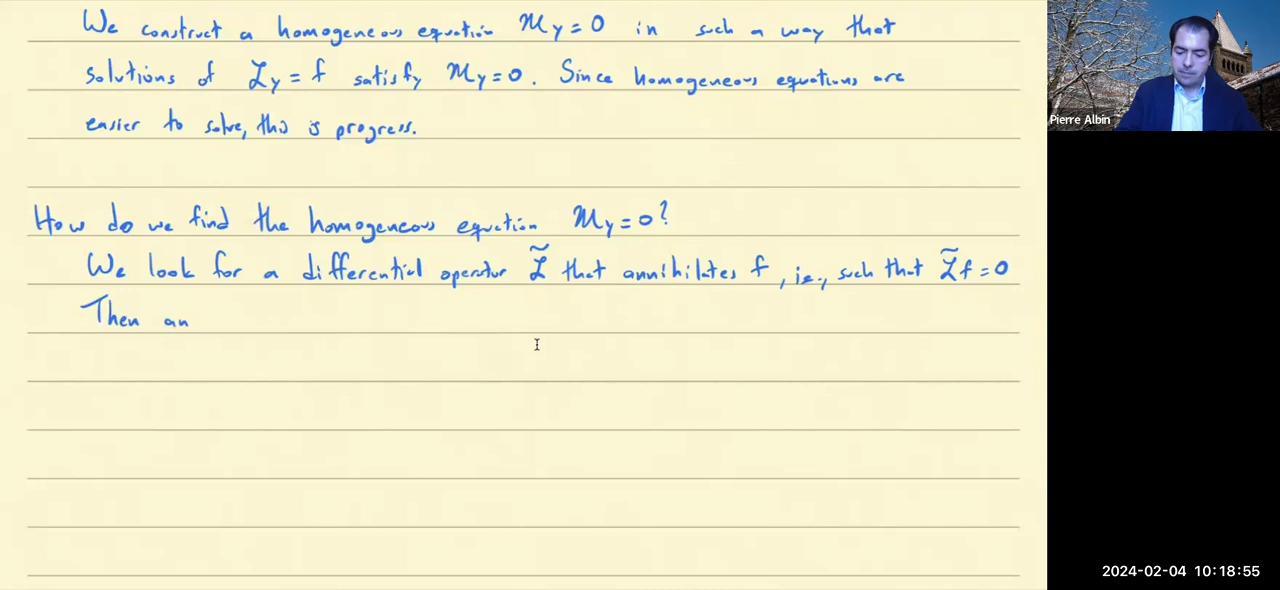 We construct a homogeneous equation My=0 in such a way that
solutions of ℒy=f satisfy My=0. Since homogeneous equations are
easier to solve, this is progress.
How do we find the homogeneous equation My=0?
We look for a differential operator ℒ̃ that annihilates f, i.e., such that ℒ̃f=0
Then an
Pierre Albin
2024-02-04 10:18:55